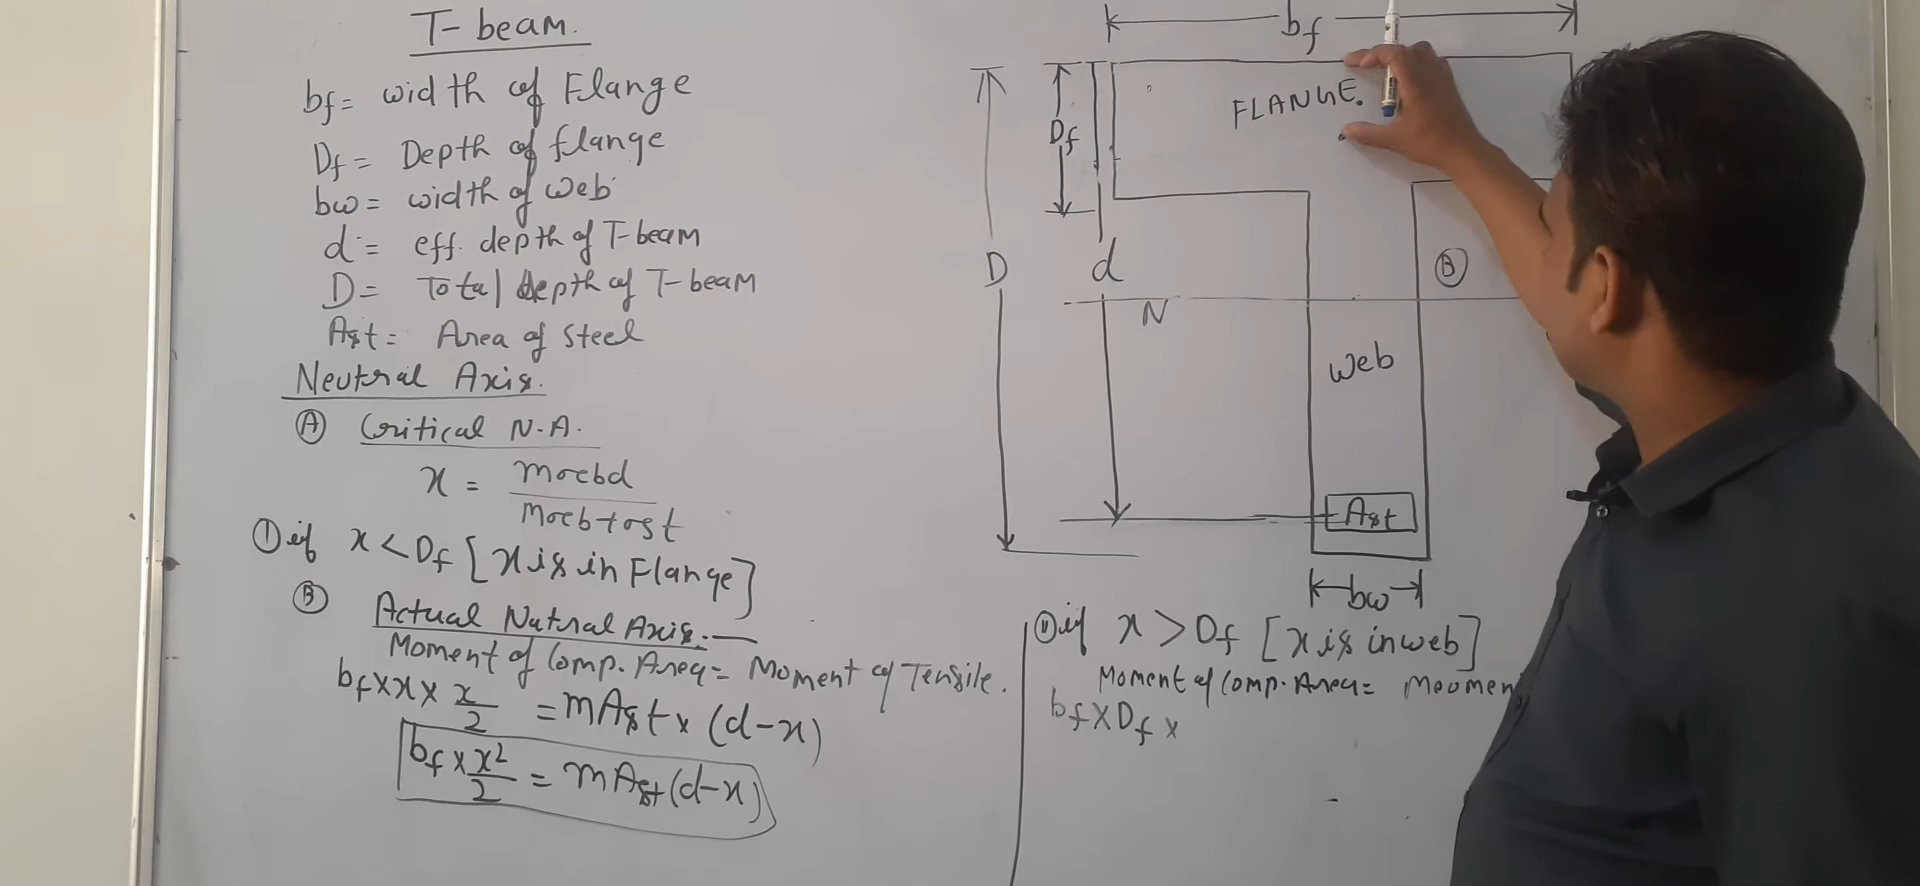 T-beam.
bf = width of Flange
Df = Depth of flange
bw = width of web
d = eff. depth of T-beam
D = Total depth of T-beam
Ast = Area of steel
Neutral Axis.
(A) Critical N.A.
x = mσcbd / mσcb+σst
(I) if x < Df [x is in Flange]
(B) Actual Nutral Axis:—
Moment of Comp. Area = Moment of Tensile.
bf × x × x/2 = mAst × (d-x)
bf × x²/2 = mAst (d-x)
bf
FLANGE.
Df
D
d
N
(B)
Web
Ast
bw
(II) if x > Df [x is in web]
Moment of Comp. Area = Moomen
bf × Df ×